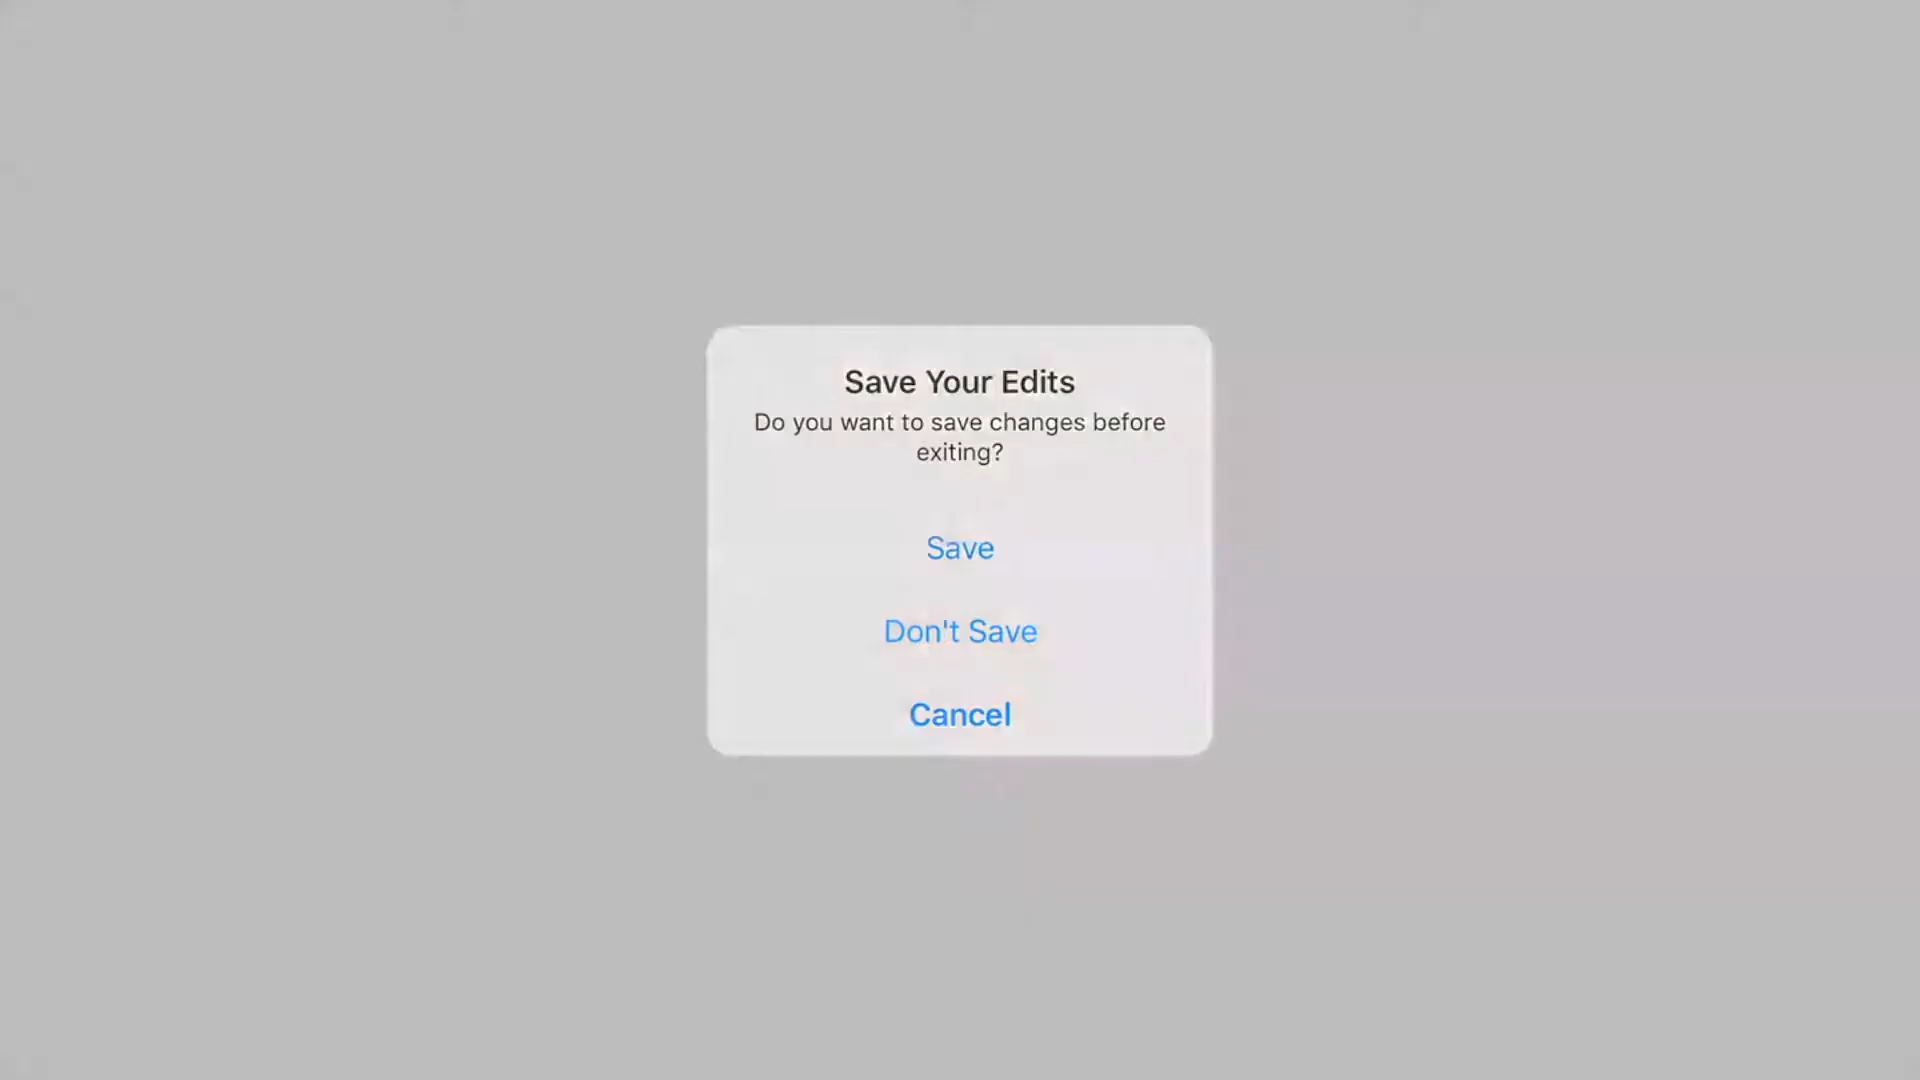 Save Your Edits
Do you want to save changes before
exiting?
Save
Don't Save
Cancel